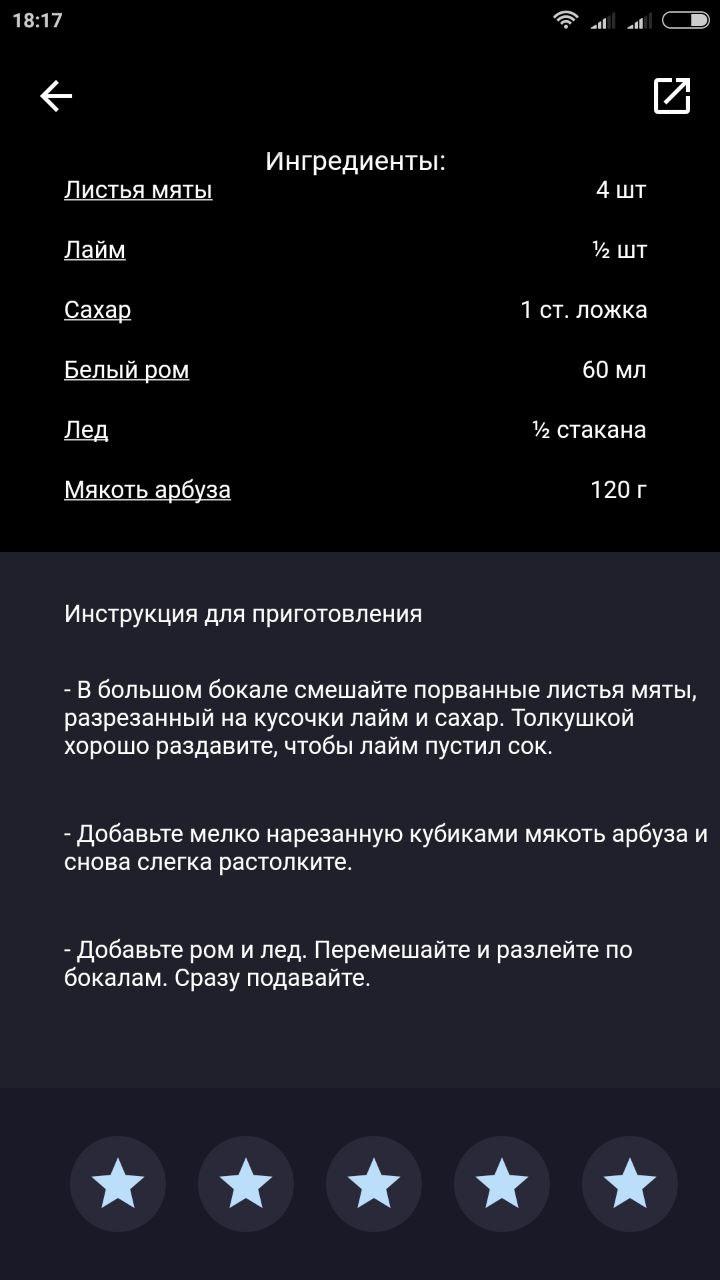 18:17
Ингредиенты:
Листья мяты 4 шт
Лайм ½ шт
Сахар 1 ст. ложка
Белый ром 60 мл
Лед ½ стакана
Мякоть арбуза 120 г
Инструкция для приготовления
- В большом бокале смешайте порванные листья мяты,
разрезанный на кусочки лайм и сахар. Толкушкой
хорошо раздавите, чтобы лайм пустил сок.
- Добавьте мелко нарезанную кубиками мякоть арбуза и
снова слегка растолките.
- Добавьте ром и лед. Перемешайте и разлейте по
бокалам. Сразу подавайте.